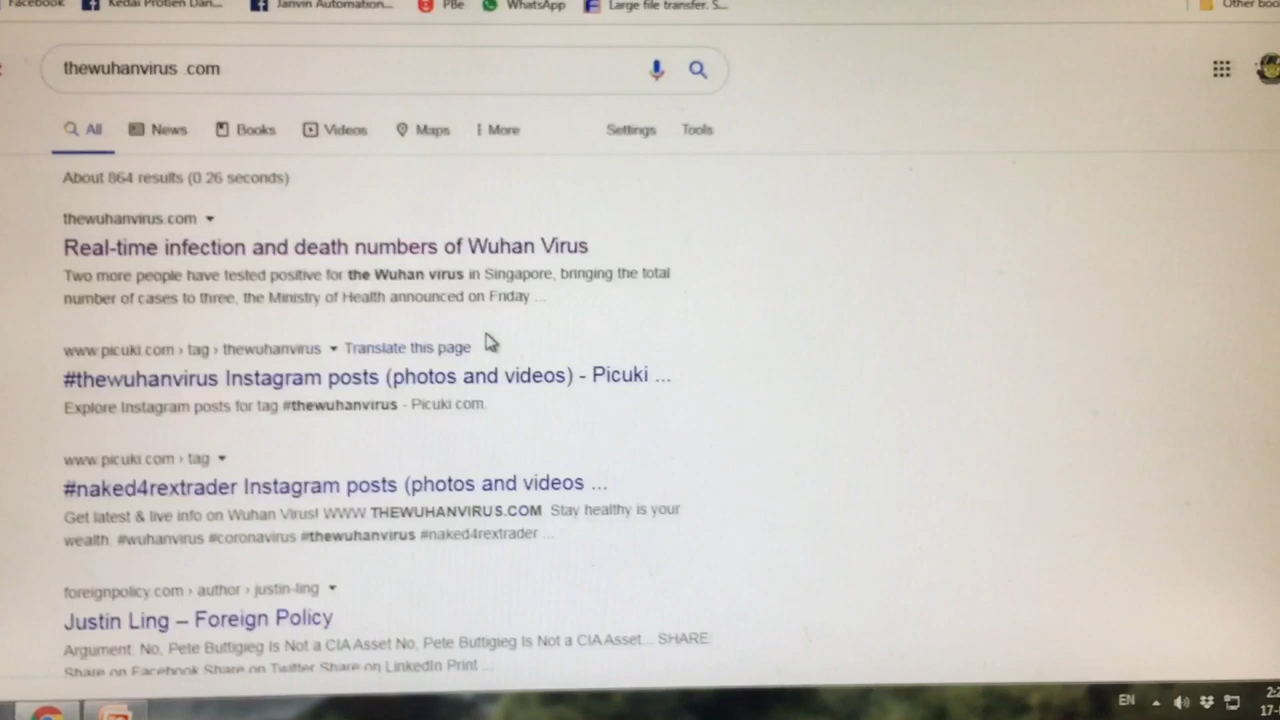 Facebook Kedai Protien Dan... Janvin Automation... PBe WhatsApp Large file transfer. S... Other boo
thewuhanvirus .com
All News Books Videos Maps More Settings Tools
About 864 results (0.26 seconds)
thewuhanvirus.com
Real-time infection and death numbers of Wuhan Virus
Two more people have tested positive for the Wuhan virus in Singapore, bringing the total
number of cases to three, the Ministry of Health announced on Friday ...
www.picuki.com › tag › thewuhanvirus Translate this page
#thewuhanvirus Instagram posts (photos and videos) - Picuki ...
Explore Instagram posts for tag #thewuhanvirus - Picuki.com.
www.picuki.com › tag
#naked4rextrader Instagram posts (photos and videos ...
Get latest & live info on Wuhan Virus! WWW.THEWUHANVIRUS.COM. Stay healthy is your
wealth. #wuhanvirus #coronavirus #thewuhanvirus #naked4rextrader ...
foreignpolicy.com › author › justin-ling
Justin Ling – Foreign Policy
Argument. No, Pete Buttigieg Is Not a CIA Asset No, Pete Buttigieg Is Not a CIA Asset... SHARE:
Share on Facebook Share on Twitter Share on LinkedIn Print ...
EN